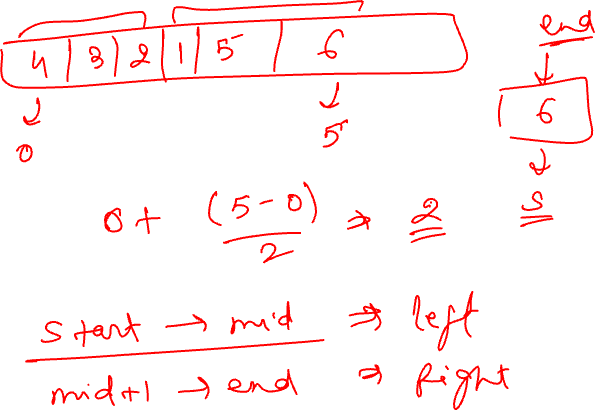 end
4 | 3 | 2 | 1 | 5 | 6
6
0
5
0 + (5-0)/2 ⇒ 2
5
start → mid ⇒ left
mid+1 → end ⇒ Right